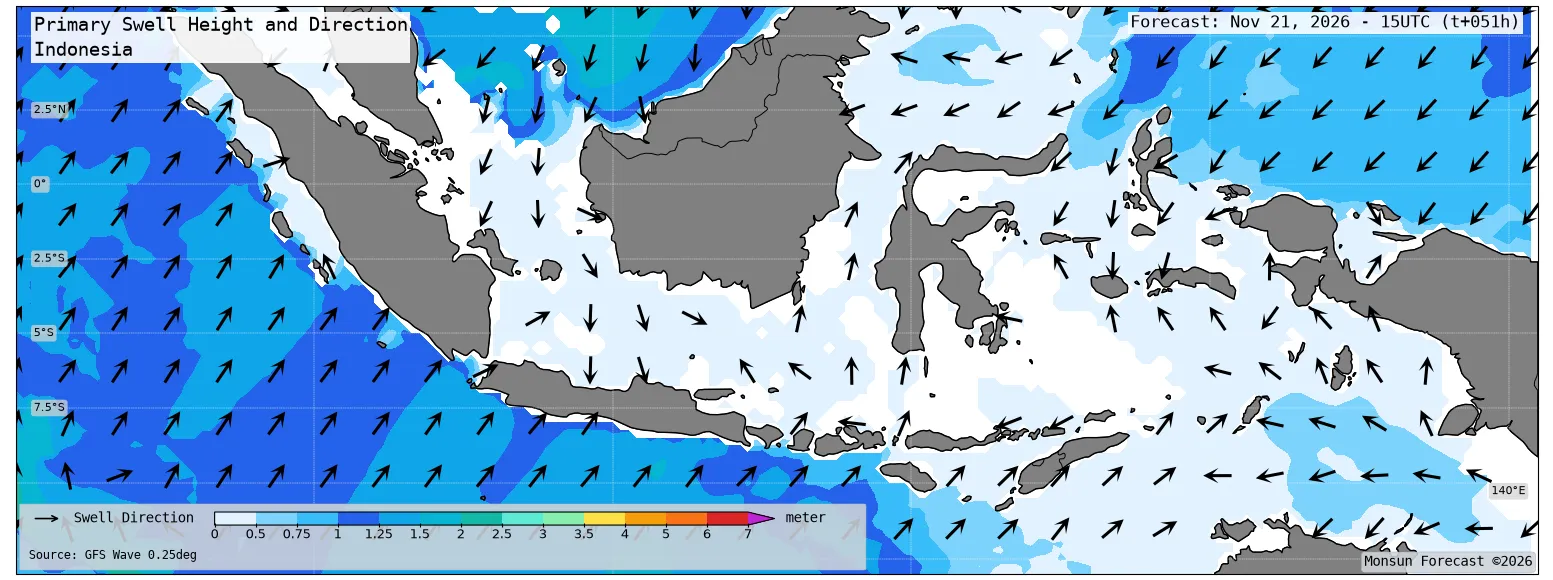 Primary Swell Height and Direction
Indonesia
Forecast: Nov 21, 2026 - 15UTC (t+051h)
2.5°N
0°
2.5°S
5°S
7.5°S
140°E
Swell Direction
0 0.5 0.75 1 1.25 1.5 2 2.5 3 3.5 4 5 6 7
meter
Source: GFS Wave 0.25deg
Monsun Forecast ©2026